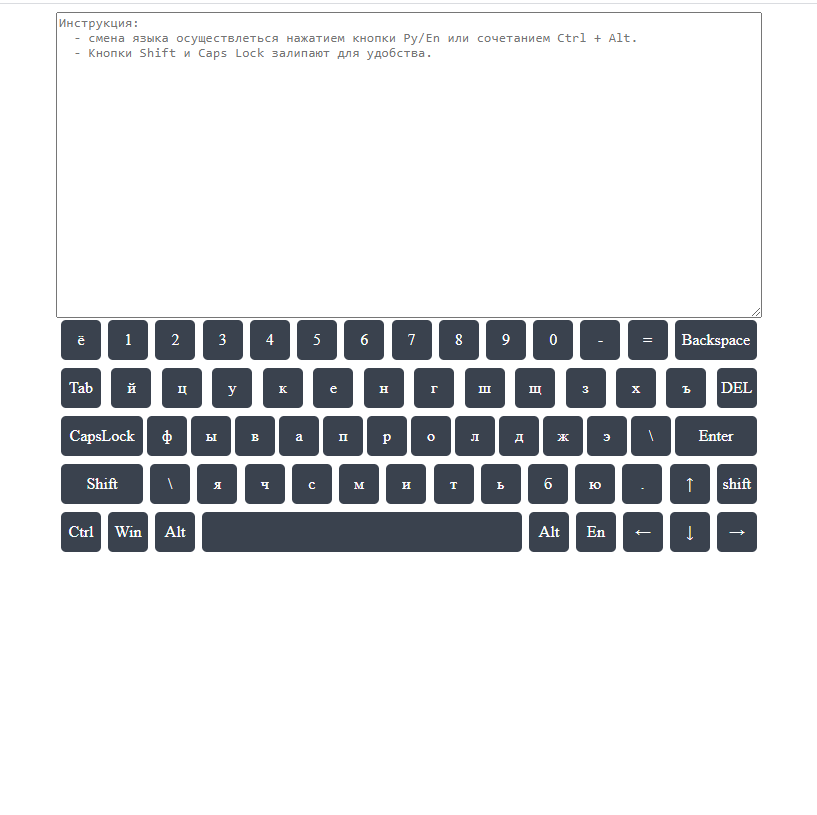 Инструкция:
- смена языка осуществлеться нажатием кнопки Ру/En или сочетанием Ctrl + Alt.
- Кнопки Shift и Caps Lock залипают для удобства.
ё 1 2 3 4 5 6 7 8 9 0 - = Backspace
Tab й ц у к е н г ш щ з х ъ DEL
CapsLock ф ы в а п р о л д ж э \ Enter
Shift \ я ч с м и т ь б ю . ↑ shift
Ctrl Win Alt Alt En ← ↓ →